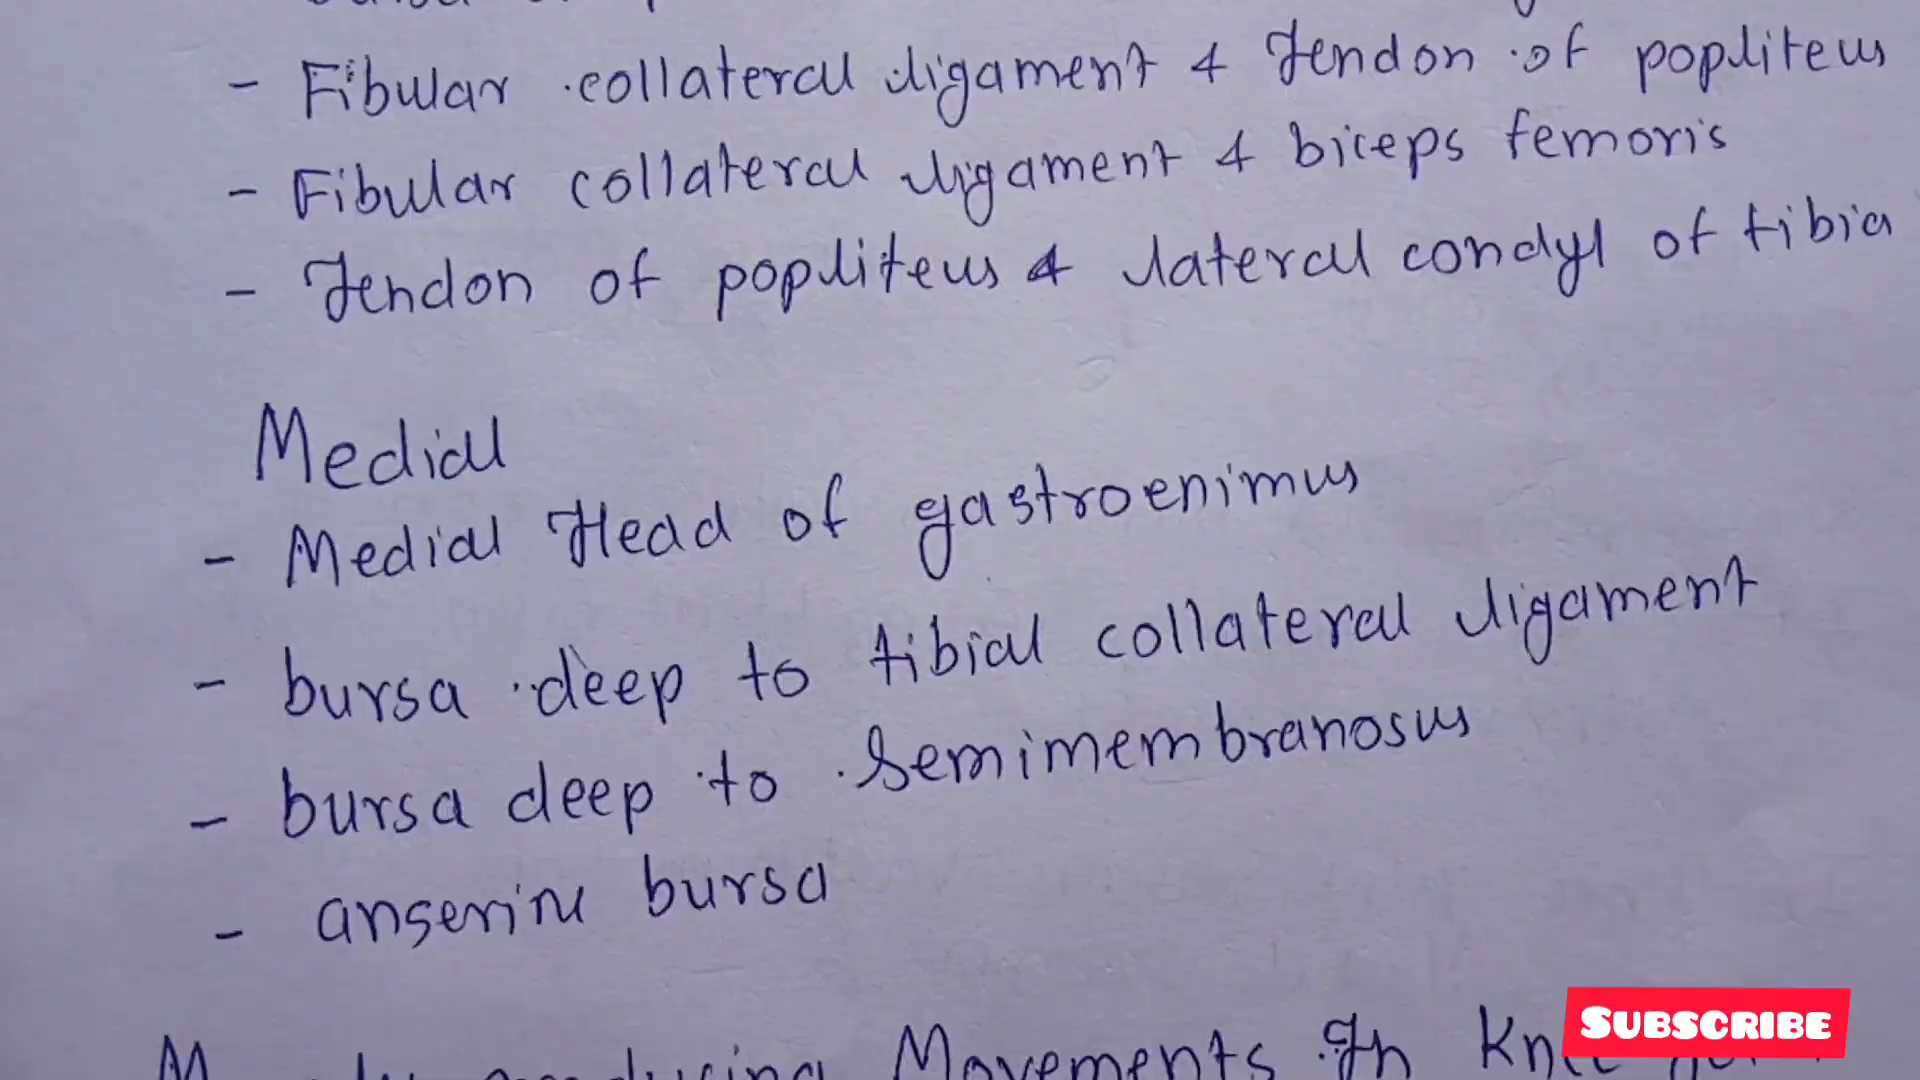 - Fibular collateral ligament & Tendon of popliteus
- Fibular collateral ligament & biceps femoris
- Tendon of popliteus & lateral condyl of tibia
Medial
- Medial Head of gastroenimus
- bursa deep to tibial collateral ligament
- bursa deep to semimembranosus
- anserine bursa
Movements In
SUBSCRIBE